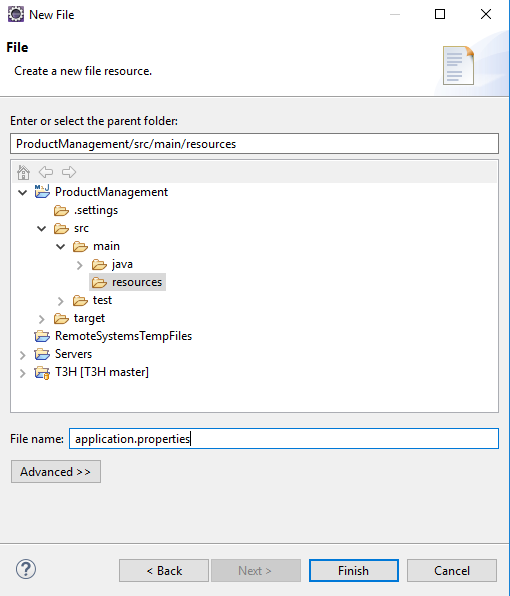 New File
File
Create a new file resource.
Enter or select the parent folder:
ProductManagement/src/main/resources
ProductManagement
.settings
src
main
java
resources
test
target
RemoteSystemsTempFiles
Servers
T3H [T3H master]
File name: application.properties
Advanced >>
? < Back Next > Finish Cancel